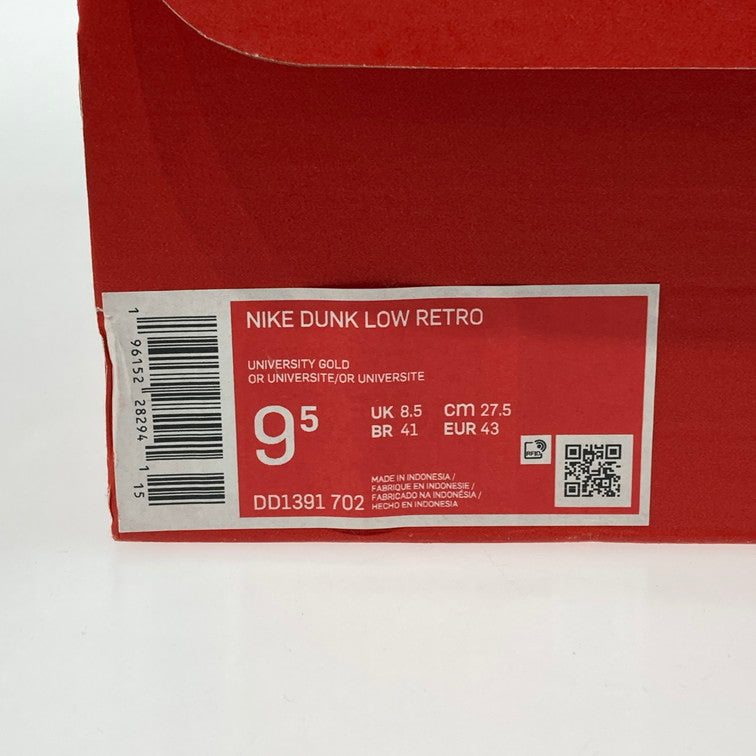 1 96152 28294 1 15
NIKE DUNK LOW RETRO
UNIVERSITY GOLD
OR UNIVERSITE/OR UNIVERSITE
9 5
UK 8.5 cm 27.5
BR 41 EUR 43
RFID
DD1391 702
MADE IN INDONESIA /
FABRIQUE EN INDONESIE /
FABRICADO NA INDONÉSIA /
HECHO EN INDONESIA